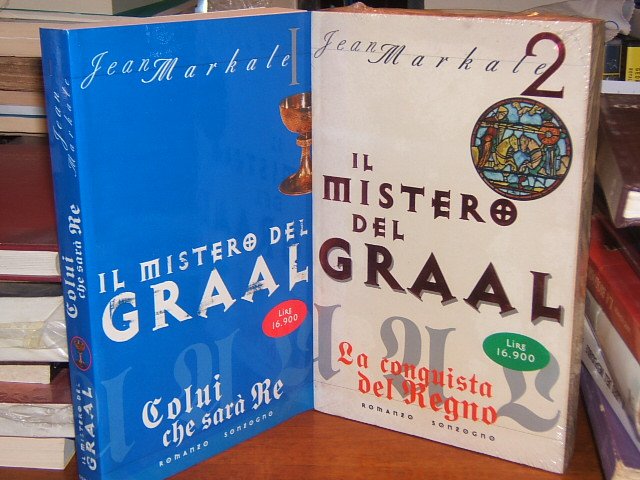 Jean Markale
Colui
che sarà Re
IL MISTERO DEL
GRAAL
Jean Markale
1
IL MISTERO DEL
GRAAL
LIRE
16.900
Colui
che sarà Re
ROMANZO SONZOGNO
Jean Markale
2
IL
MISTERO
DEL
GRAAL
LIRE
16.900
La conquista
del Regno
ROMANZO SONZOGNO